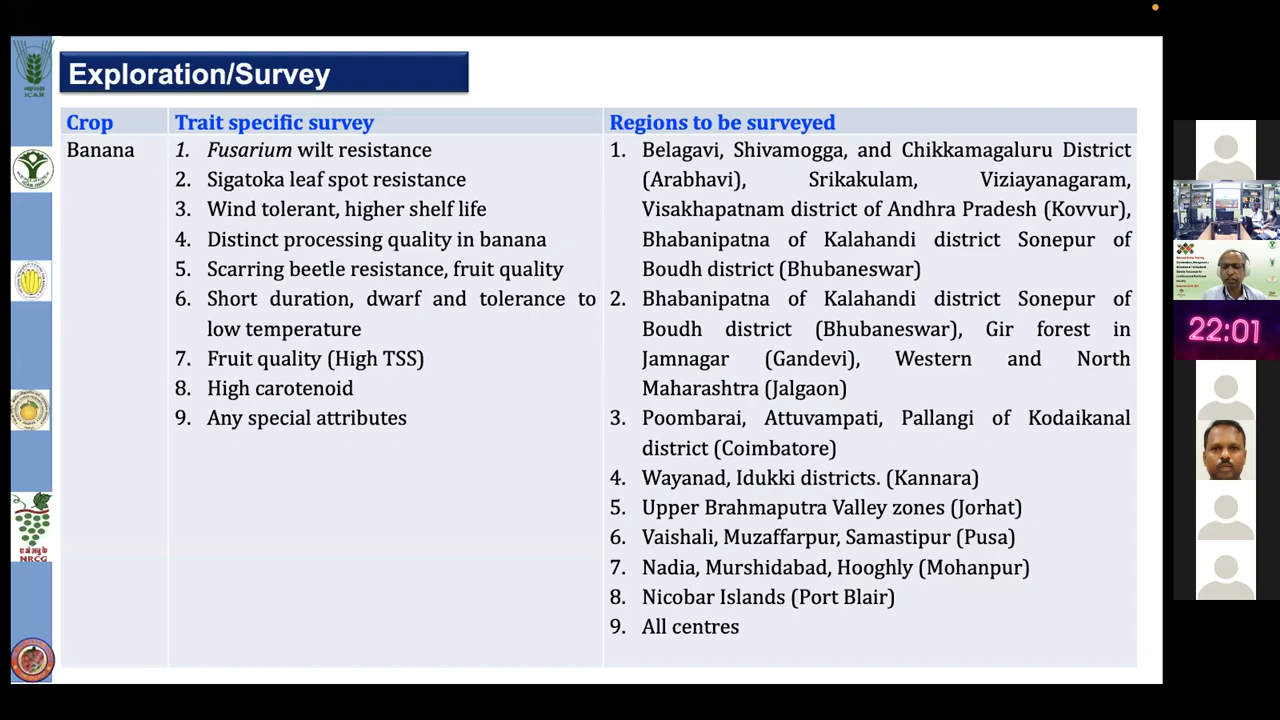 Exploration/Survey
Crop
Trait specific survey
Regions to be surveyed
Banana
1. Fusarium wilt resistance
2. Sigatoka leaf spot resistance
3. Wind tolerant, higher shelf life
4. Distinct processing quality in banana
5. Scarring beetle resistance, fruit quality
6. Short duration, dwarf and tolerance to
low temperature
7. Fruit quality (High TSS)
8. High carotenoid
9. Any special attributes
1. Belagavi, Shivamogga, and Chikkamagaluru District
(Arabhavi), Srikakulam, Viziayanagaram,
Visakhapatnam district of Andhra Pradesh (Kovvur),
Bhabanipatna of Kalahandi district Sonepur of
Boudh district (Bhubaneswar)
2. Bhabanipatna of Kalahandi district Sonepur of
Boudh district (Bhubaneswar), Gir forest in
Jamnagar (Gandevi), Western and North
Maharashtra (Jalgaon)
3. Poombarai, Attuvampati, Pallangi of Kodaikanal
district (Coimbatore)
4. Wayanad, Idukki districts. (Kannara)
5. Upper Brahmaputra Valley zones (Jorhat)
6. Vaishali, Muzaffarpur, Samastipur (Pusa)
7. Nadia, Murshidabad, Hooghly (Mohanpur)
8. Nicobar Islands (Port Blair)
9. All centres
ICAR
NRCG
22:01